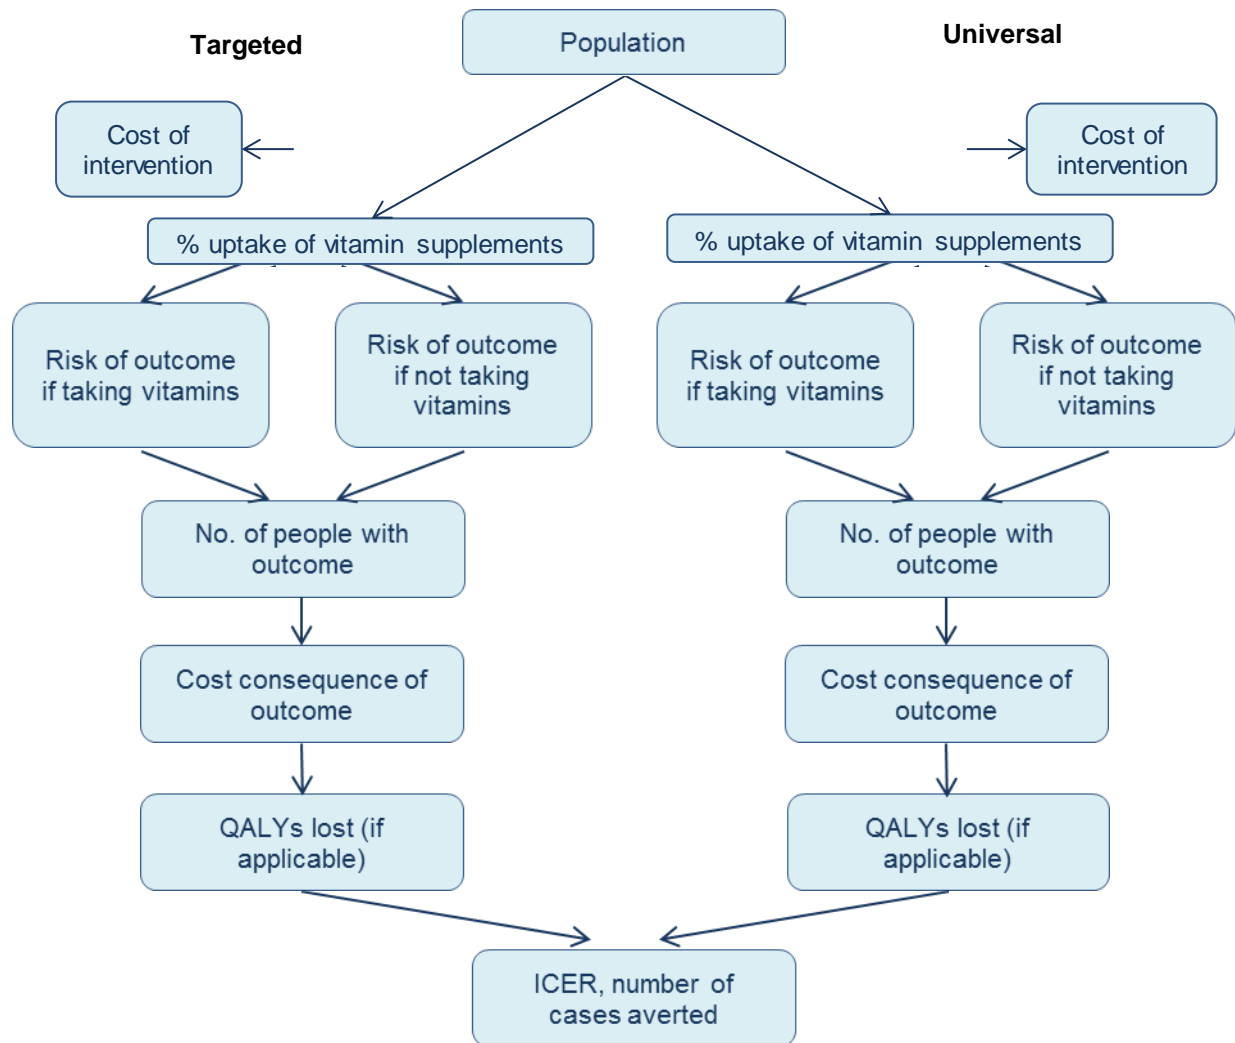 Targeted
Population
Universal
Cost of
intervention
Cost of
intervention
% uptake of vitamin supplements
% uptake of vitamin supplements
Risk of outcome
if taking vitamins
Risk of outcome
if not taking
vitamins
Risk of outcome
if taking vitamins
Risk of outcome
if not taking
vitamins
No. of people with
outcome
No. of people with
outcome
Cost consequence of
outcome
Cost consequence of
outcome
QALYs lost (if
applicable)
QALYs lost (if
applicable)
ICER, number of
cases averted